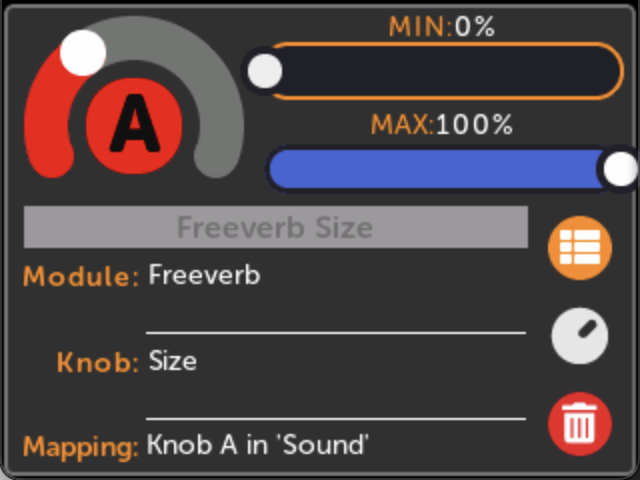 MIN:0%
A
MAX:100%
Freeverb Size
Module: Freeverb
Knob: Size
Mapping: Knob A in 'Sound'